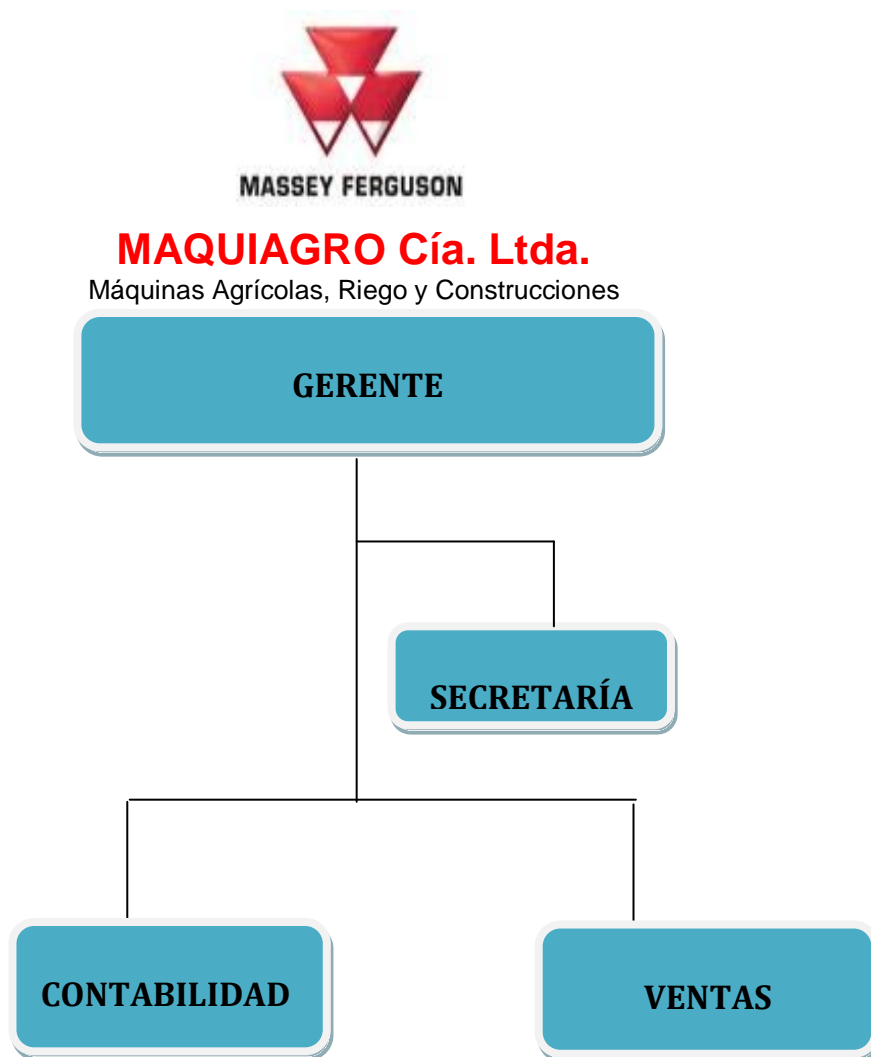 MASSEY FERGUSON
MAQUIAGRO Cía. Ltda.
Máquinas Agrícolas, Riego y Construcciones
GERENTE
SECRETARÍA
CONTABILIDAD
VENTAS